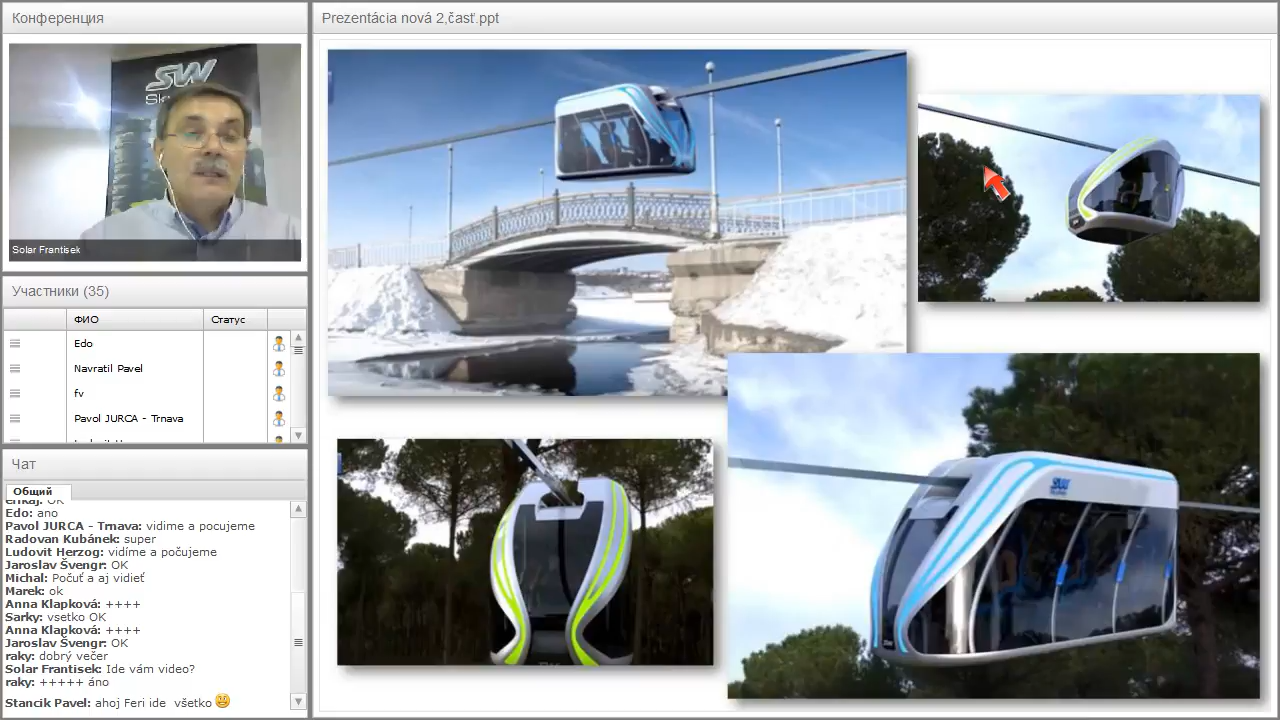 Конференция
SW
Solar Frantisek
Участники (35)
ФИО
Статус
Edo
Navratil Pavel
fv
Pavol JURCA - Trnava
Чат
Общий
Edo: ano
Pavol JURCA - Trnava: vidime a pocujeme
Radovan Kubánek: super
Ludovit Herzog: vidíme a počujeme
Jaroslav Švengr: OK
Michal: Počuť a aj vidieť
Marek: ok
Anna Klapková: ++++
Sarky: vsetko OK
Anna Klapková: ++++
Jaroslav Švengr: OK
raky: dobrý večer
Solar Frantisek: Ide vám video?
raky: +++++ áno
Stancik Pavel: ahoj Feri ide všetko
Prezentácia nová 2,časť.ppt
SW